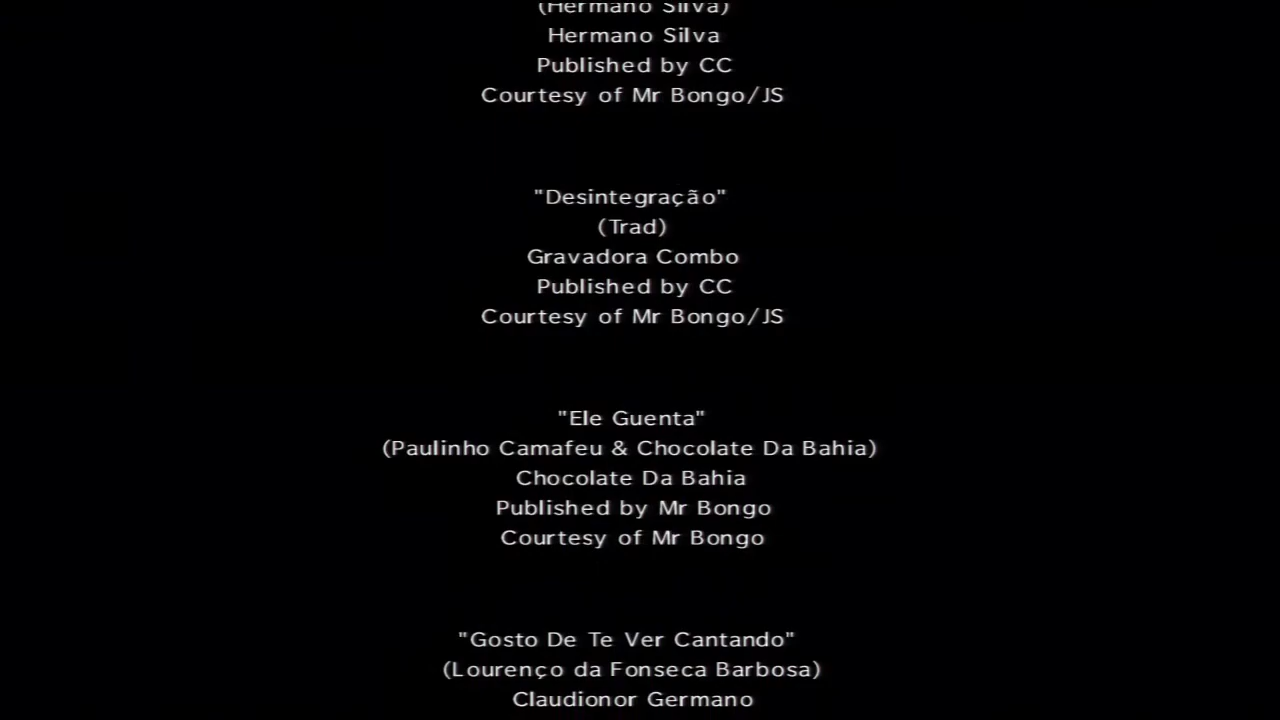 (Hermano Silva)
Hermano Silva
Published by CC
Courtesy of Mr Bongo/JS
"Desintegração"
(Trad)
Gravadora Combo
Published by CC
Courtesy of Mr Bongo/JS
"Ele Guenta"
(Paulinho Camafeu & Chocolate Da Bahia)
Chocolate Da Bahia
Published by Mr Bongo
Courtesy of Mr Bongo
"Gosto De Te Ver Cantando"
(Lourenço da Fonseca Barbosa)
Claudionor Germano